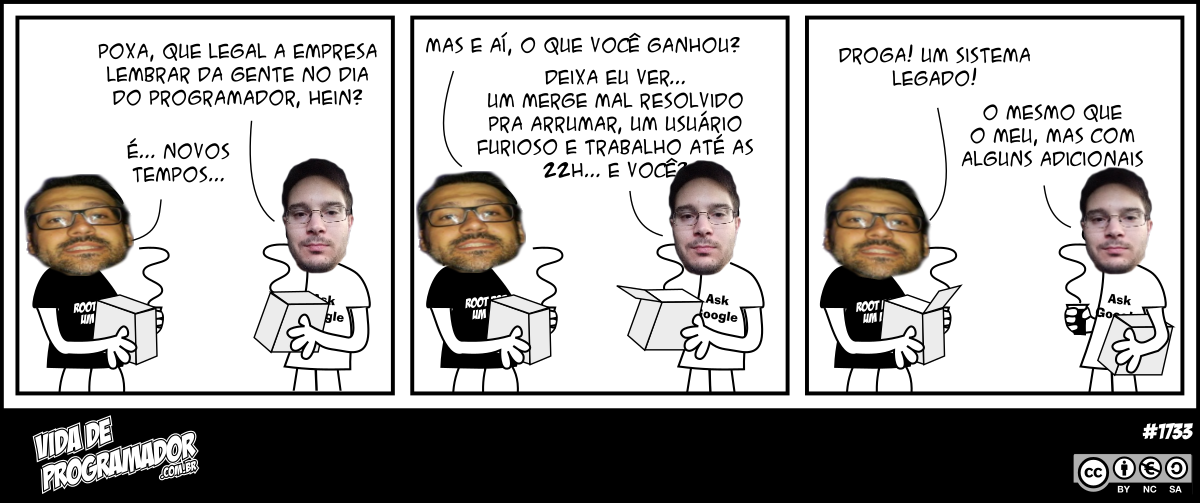 POXA, QUE LEGAL A EMPRESA
LEMBRAR DA GENTE NO DIA
DO PROGRAMADOR, HEIN?
É... NOVOS
TEMPOS...
ROOT
UM
Ask
gle
MAS E AÍ, O QUE VOCÊ GANHOU?
DEIXA EU VER...
UM MERGE MAL RESOLVIDO
PRA ARRUMAR, UM USUÁRIO
FURIOSO E TRABALHO ATÉ AS
22H... E VOCÊ?
ROOT
UM
Ask
Google
DROGA! UM SISTEMA
LEGADO!
O MESMO QUE
O MEU, MAS COM
ALGUNS ADICIONAIS
ROOT
UM
Ask
VIDA DE
PROGRAMADOR
.COM.BR
#1733
cc
BY NC SA